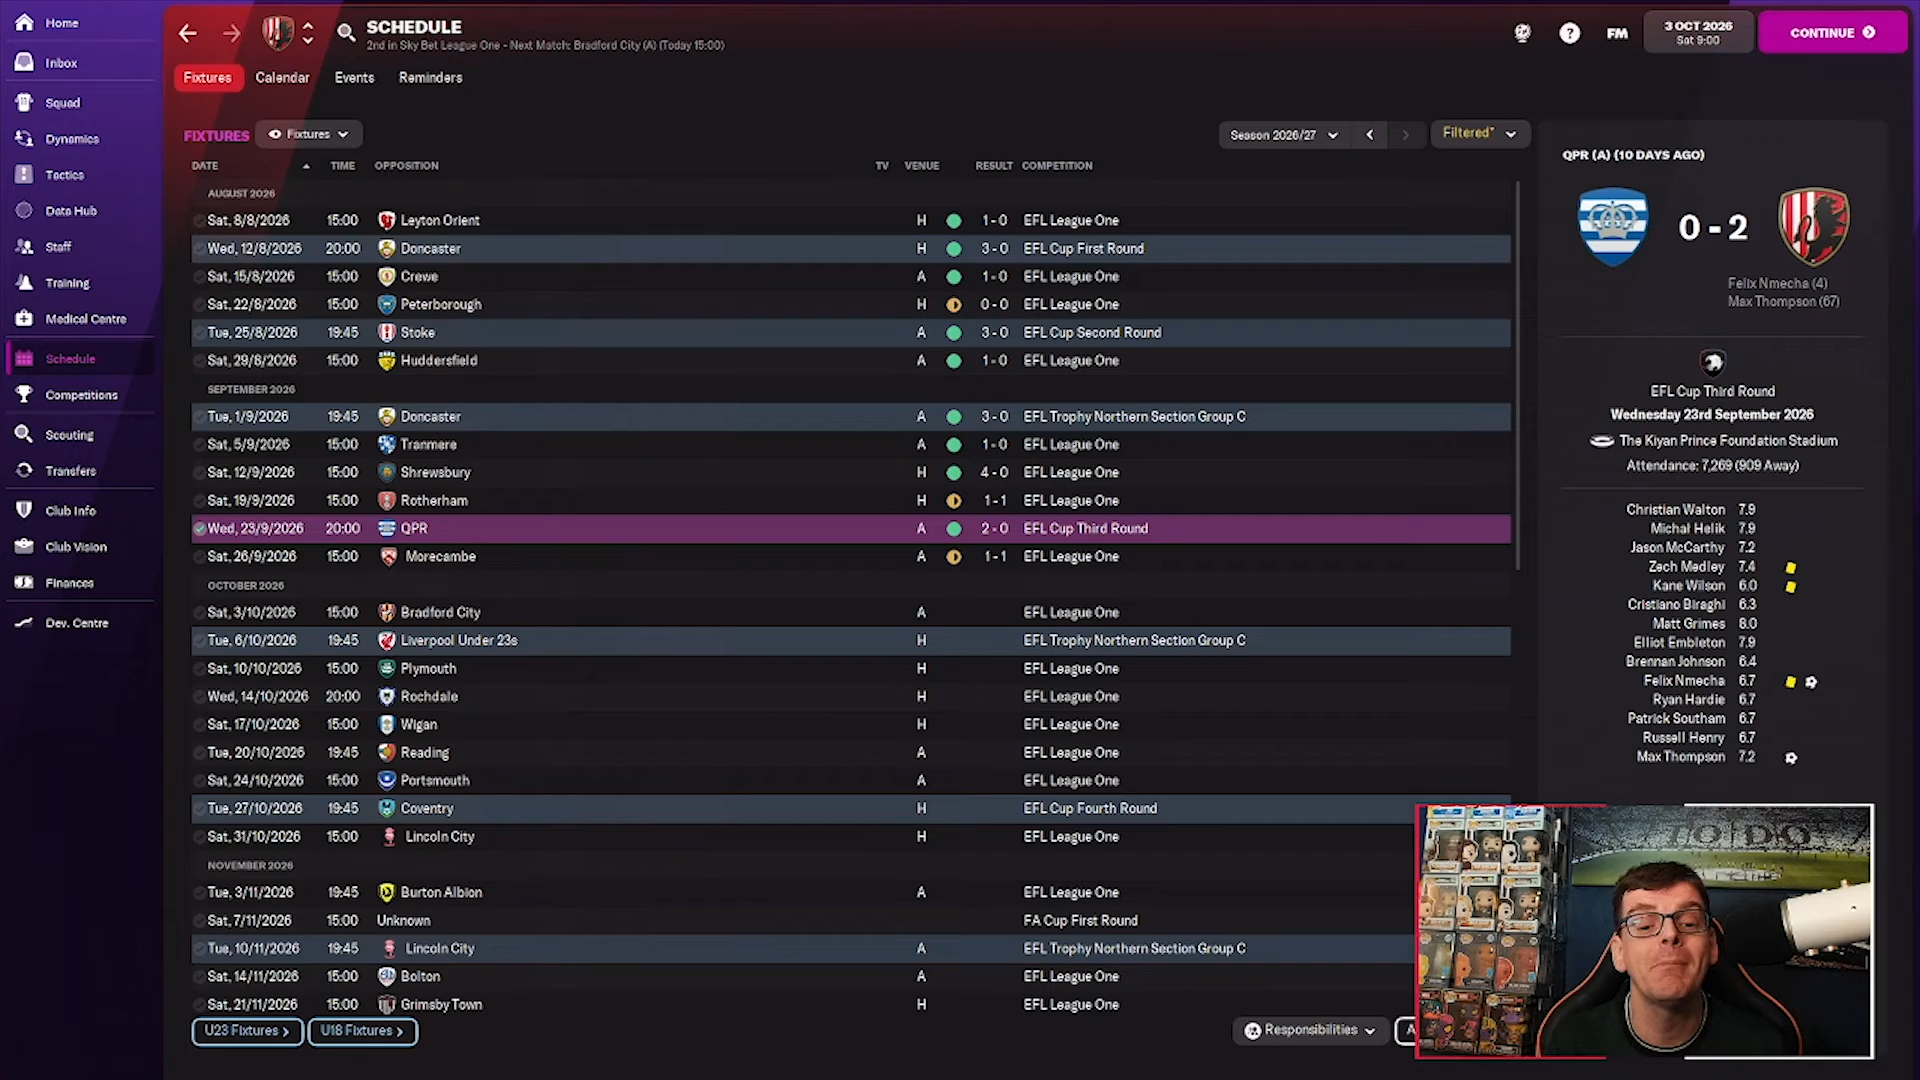 Home
Inbox
Squad
Dynamics
Tactics
Data Hub
Staff
Training
Medical Centre
Schedule
Competitions
Scouting
Transfers
Club Info
Club Vision
Finances
Dev. Centre
SCHEDULE
2nd in Sky Bet League One - Next Match: Bradford City (A) (Today 15:00)
FM
3 OCT 2026
Sat 9:00
CONTINUE
Fixtures Calendar Events Reminders
FIXTURES Fixtures
Season 2026/27
Filtered*
DATE TIME OPPOSITION TV VENUE RESULT COMPETITION
AUGUST 2026
Sat, 8/8/2026 15:00 Leyton Orient H 1-0 EFL League One
Wed, 12/8/2026 20:00 Doncaster H 3-0 EFL Cup First Round
Sat, 15/8/2026 15:00 Crewe A 1-0 EFL League One
Sat, 22/8/2026 15:00 Peterborough H 0-0 EFL League One
Tue, 25/8/2026 19:45 Stoke A 3-0 EFL Cup Second Round
Sat, 29/8/2026 15:00 Huddersfield A 1-0 EFL League One
SEPTEMBER 2026
Tue, 1/9/2026 19:45 Doncaster A 3-0 EFL Trophy Northern Section Group C
Sat, 5/9/2026 15:00 Tranmere A 1-0 EFL League One
Sat, 12/9/2026 15:00 Shrewsbury H 4-0 EFL League One
Sat, 19/9/2026 15:00 Rotherham H 1-1 EFL League One
Wed, 23/9/2026 20:00 QPR A 2-0 EFL Cup Third Round
Sat, 26/9/2026 15:00 Morecambe A 1-1 EFL League One
OCTOBER 2026
Sat, 3/10/2026 15:00 Bradford City A EFL League One
Tue, 6/10/2026 19:45 Liverpool Under 23s H EFL Trophy Northern Section Group C
Sat, 10/10/2026 15:00 Plymouth H EFL League One
Wed, 14/10/2026 20:00 Rochdale H EFL League One
Sat, 17/10/2026 15:00 Wigan H EFL League One
Tue, 20/10/2026 19:45 Reading A EFL League One
Sat, 24/10/2026 15:00 Portsmouth A EFL League One
Tue, 27/10/2026 19:45 Coventry H EFL Cup Fourth Round
Sat, 31/10/2026 15:00 Lincoln City H EFL League One
NOVEMBER 2026
Tue, 3/11/2026 19:45 Burton Albion A EFL League One
Sat, 7/11/2026 15:00 Unknown FA Cup First Round
Tue, 10/11/2026 19:45 Lincoln City A EFL Trophy Northern Section Group C
Sat, 14/11/2026 15:00 Bolton A EFL League One
Sat, 21/11/2026 15:00 Grimsby Town H EFL League One
U23 Fixtures U18 Fixtures
Responsibilities
QPR (A) (10 DAYS AGO)
0 - 2
Felix Nmecha (4)
Max Thompson (67)
EFL Cup Third Round
Wednesday 23rd September 2026
The Kiyan Prince Foundation Stadium
Attendance: 7,269 (909 Away)
Christian Walton 7.9
Michal Helik 7.9
Jason McCarthy 7.2
Zech Medley 7.4
Kane Wilson 6.0
Cristiano Biraghi 6.3
Matt Grimes 8.0
Elliot Embleton 7.9
Brennan Johnson 6.4
Felix Nmecha 6.7
Ryan Hardie 6.7
Patrick Southam 6.7
Russell Henry 6.7
Max Thompson 7.2